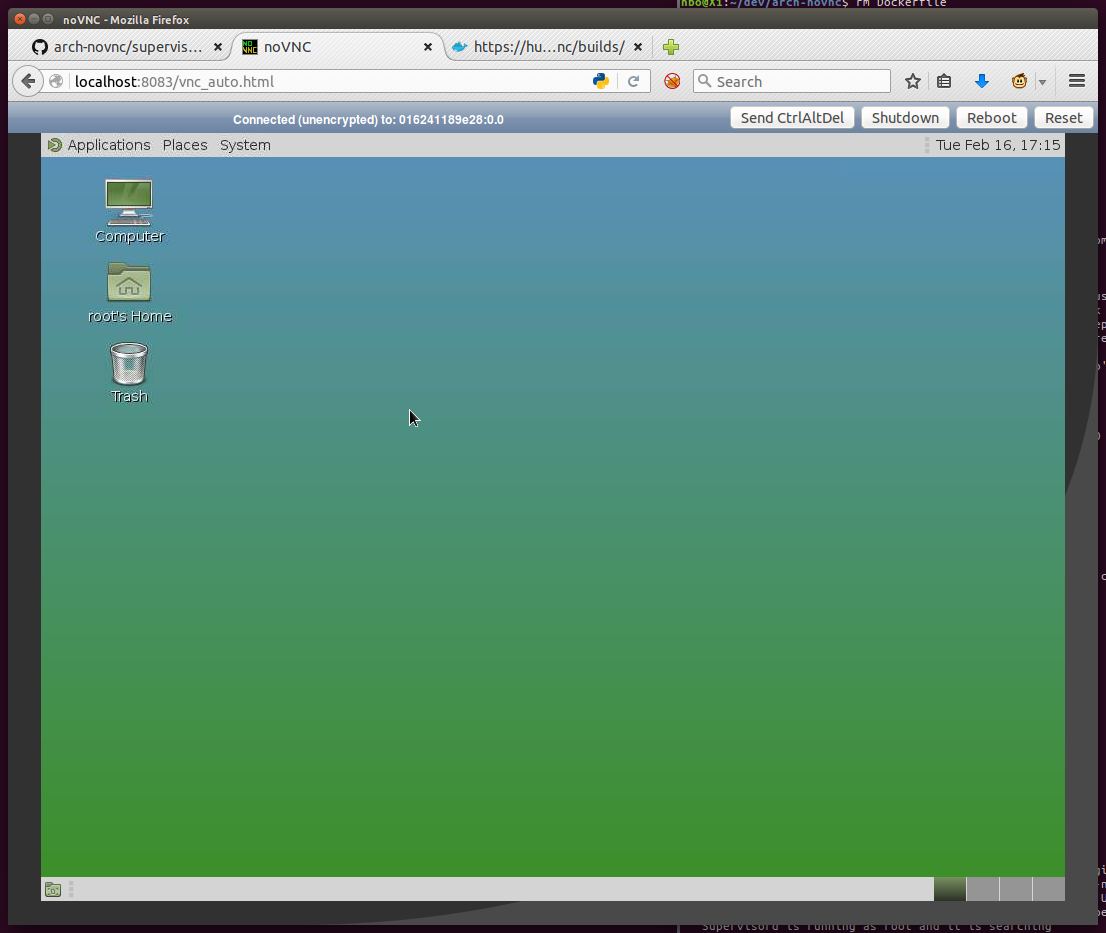 nbo@Xi:~/dev/arch-novnc$ rm Dockerfile
noVNC - Mozilla Firefox
arch-novnc/supervis... noVNC https://hu...nc/builds/
localhost:8083/vnc_auto.html Search
Connected (unencrypted) to: 016241189e28:0.0 Send CtrlAltDel Shutdown Reboot Reset
Applications Places System Tue Feb 16, 17:15
Computer
root's Home
Trash
Supervisord is running as root and it is searching